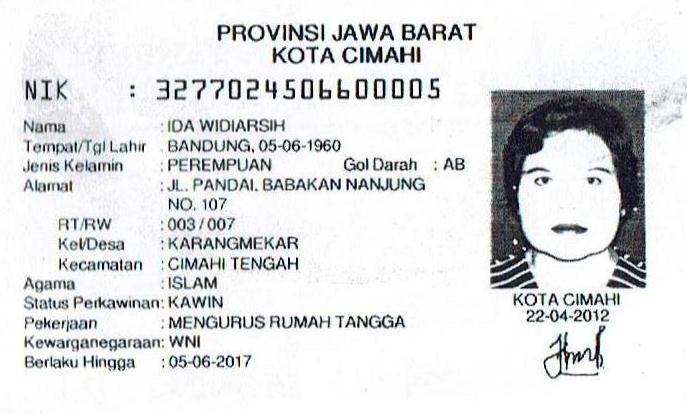 PROVINSI JAWA BARAT
KOTA CIMAHI
NIK : 3277024506600005
Nama : IDA WIDIARSIH
Tempat/Tgl Lahir : BANDUNG, 05-06-1960
Jenis Kelamin : PEREMPUAN Gol Darah : AB
Alamat : JL. PANDAI. BABAKAN NANJUNG
NO. 107
RT/RW : 003 / 007
Kel/Desa : KARANGMEKAR
Kecamatan : CIMAHI TENGAH
Agama : ISLAM
Status Perkawinan: KAWIN
Pekerjaan : MENGURUS RUMAH TANGGA
Kewarganegaraan: WNI
Berlaku Hingga : 05-06-2017
KOTA CIMAHI
22-04-2012